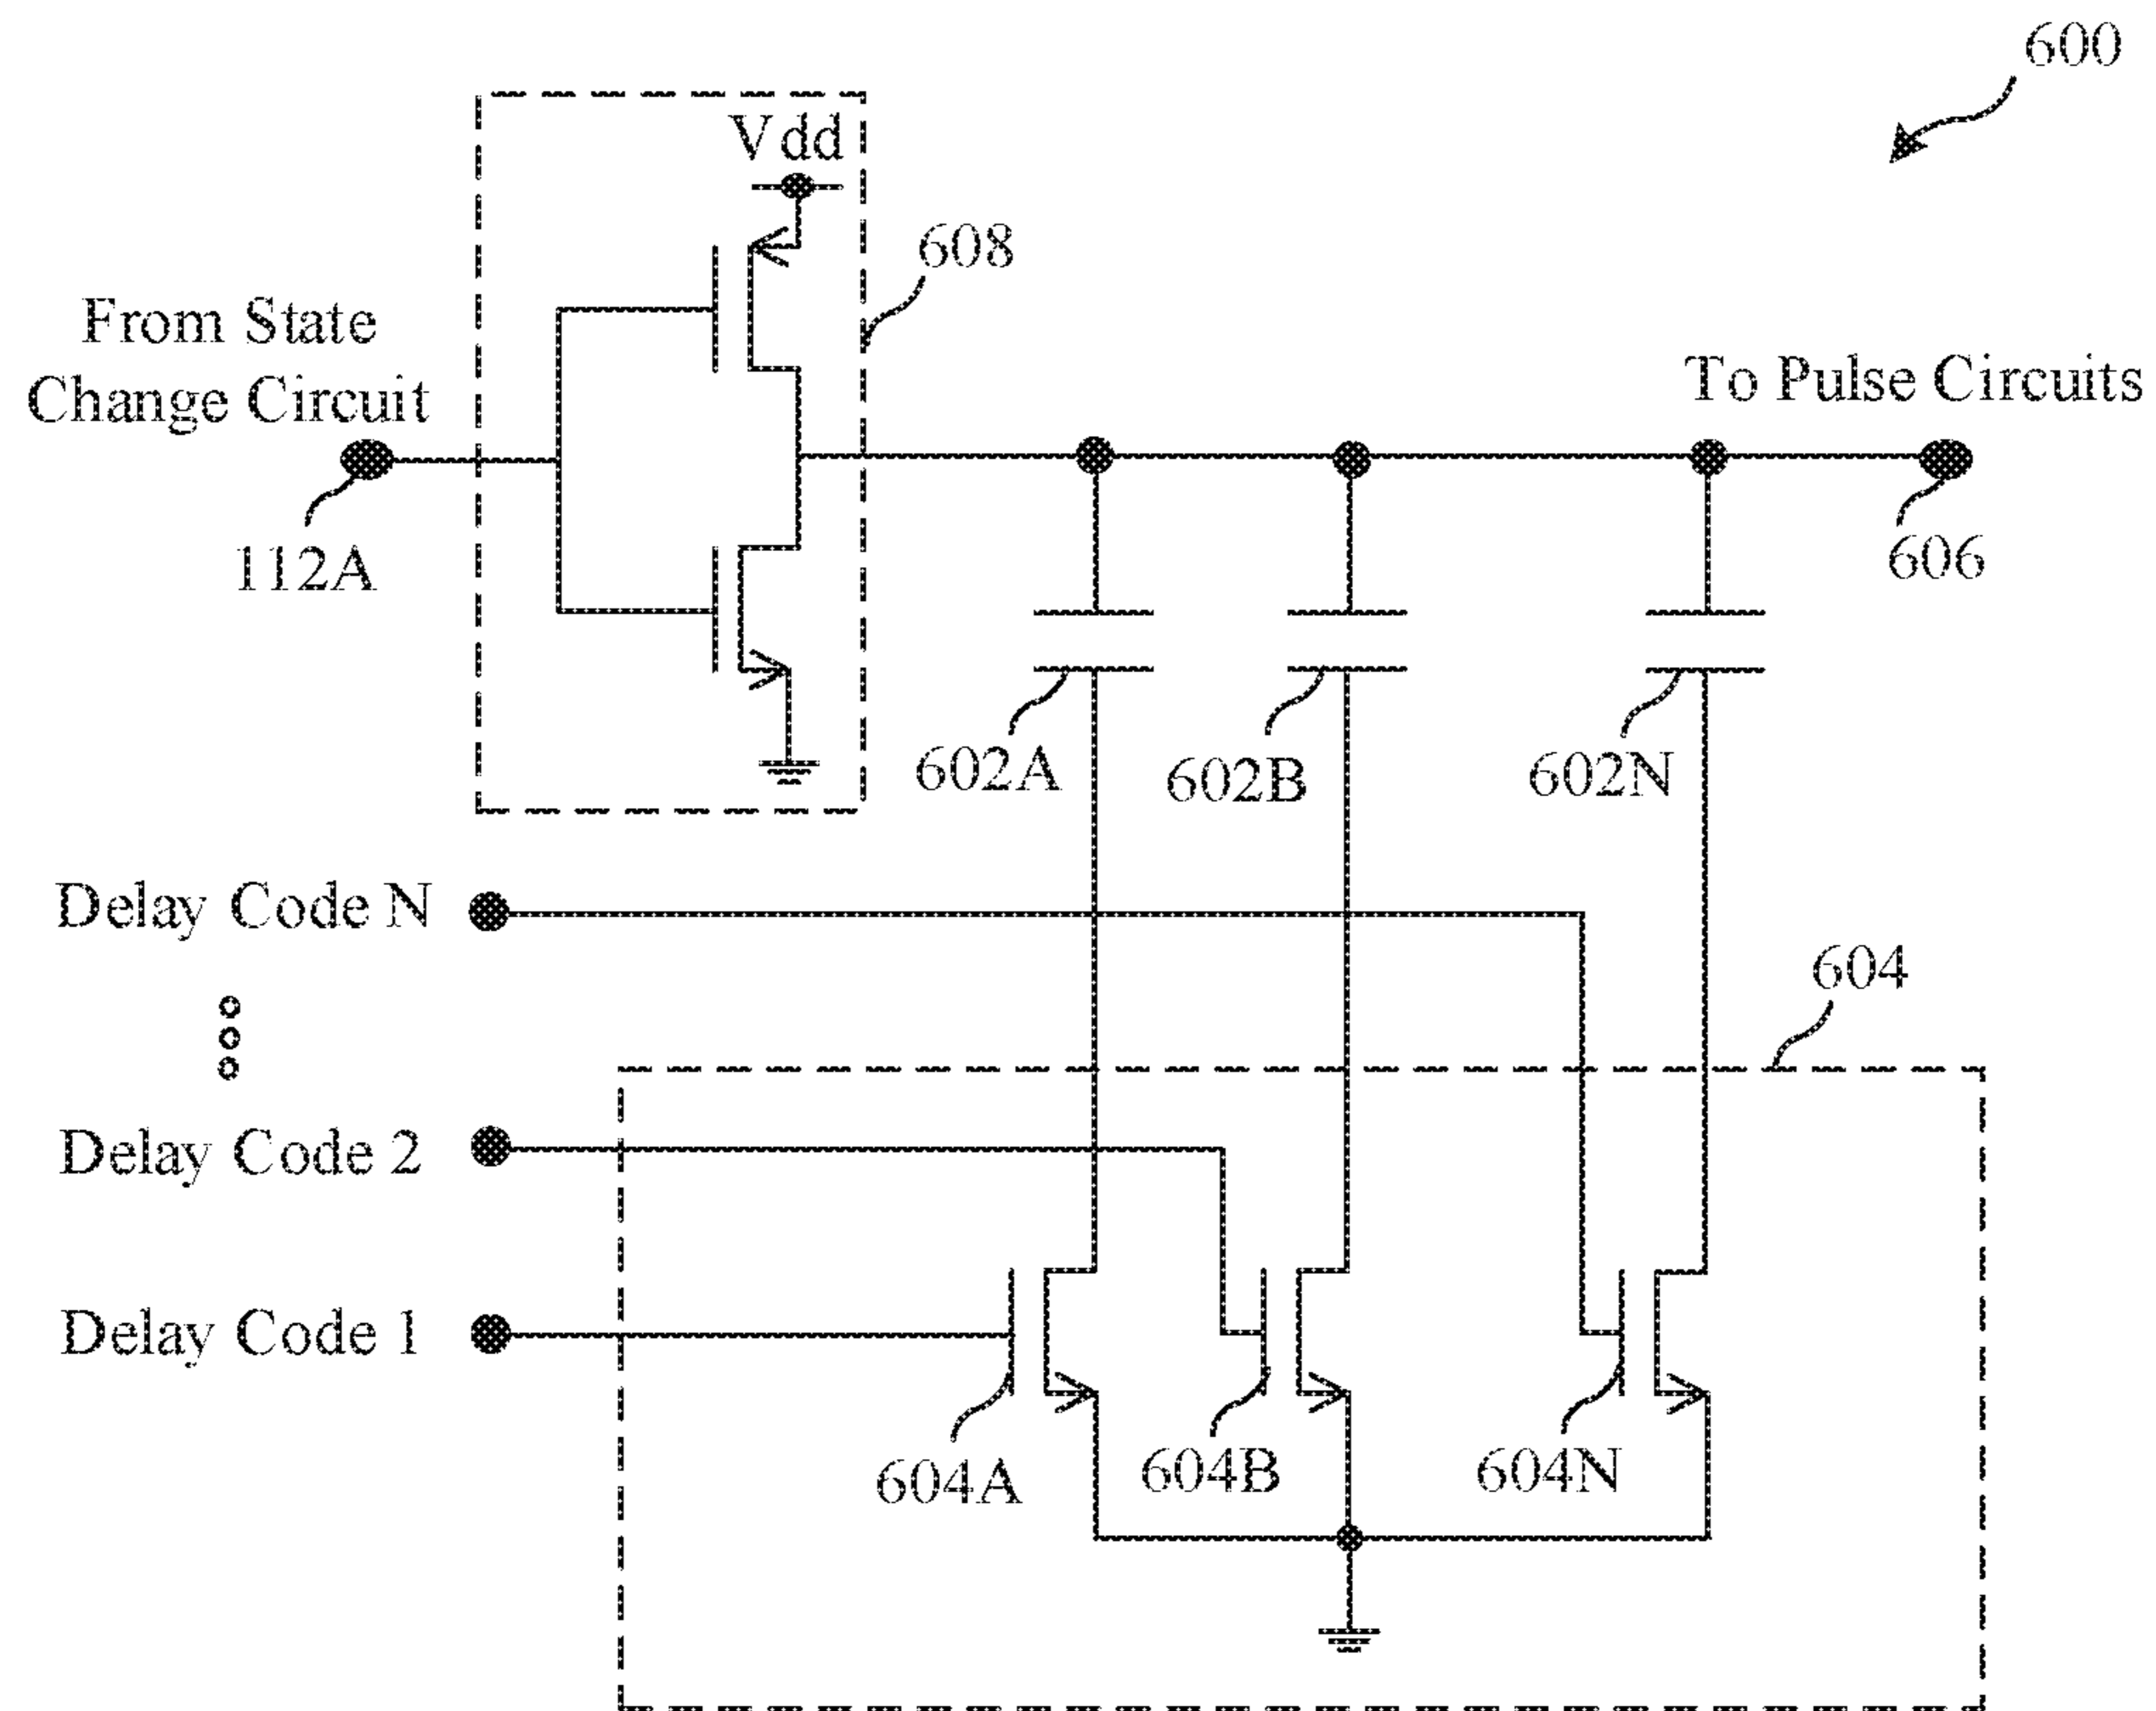 600
Vdd
608
From State
Change Circuit
To Pulse Circuits
112A
606
602A
602B
602N
Delay Code N
604
Delay Code 2
Delay Code 1
604A
604B
604N